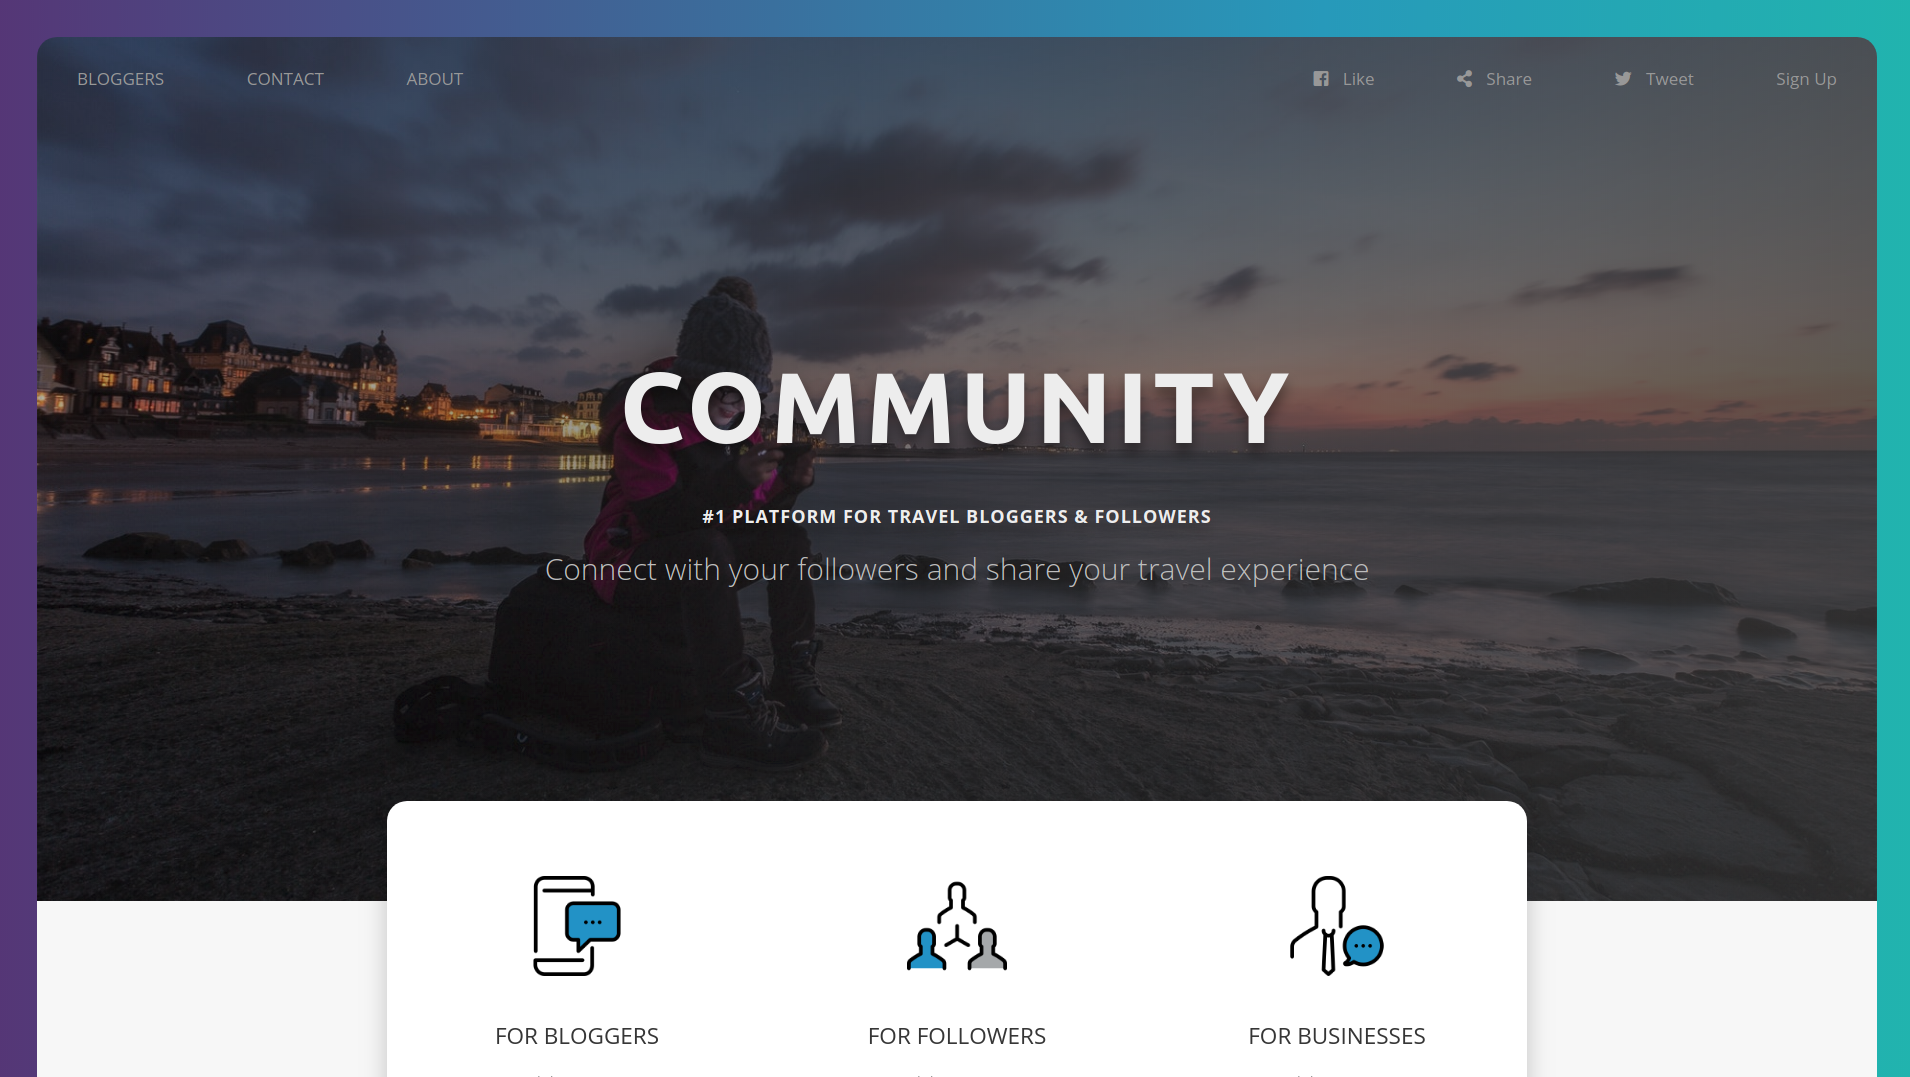 BLOGGERS CONTACT ABOUT Like Share Tweet Sign Up
COMMUNITY
#1 PLATFORM FOR TRAVEL BLOGGERS & FOLLOWERS
Connect with your followers and share your travel experience
FOR BLOGGERS FOR FOLLOWERS FOR BUSINESSES